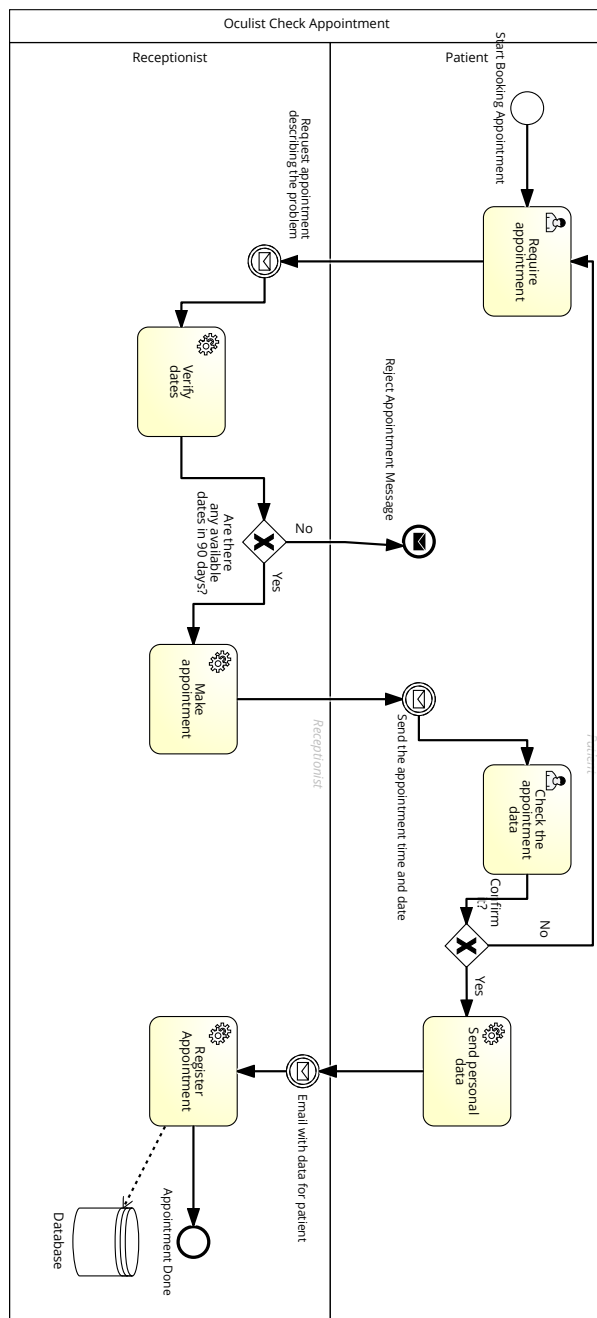 Oculist Check Appointment
Receptionist
Patient
Start Booking Appointment
Require
appointment
Request appointment
describing the problem
Verify
dates
Reject Appointment Message
Are there
any available
dates in 90 days?
No
Yes
Make
appointment
Receptionist
Send the appointment time and date
Patient
Check the
appointment
data
Confirm
it?
No
Yes
Send personal
data
Email with data for patient
Register
Appointment
Appointment Done
Database